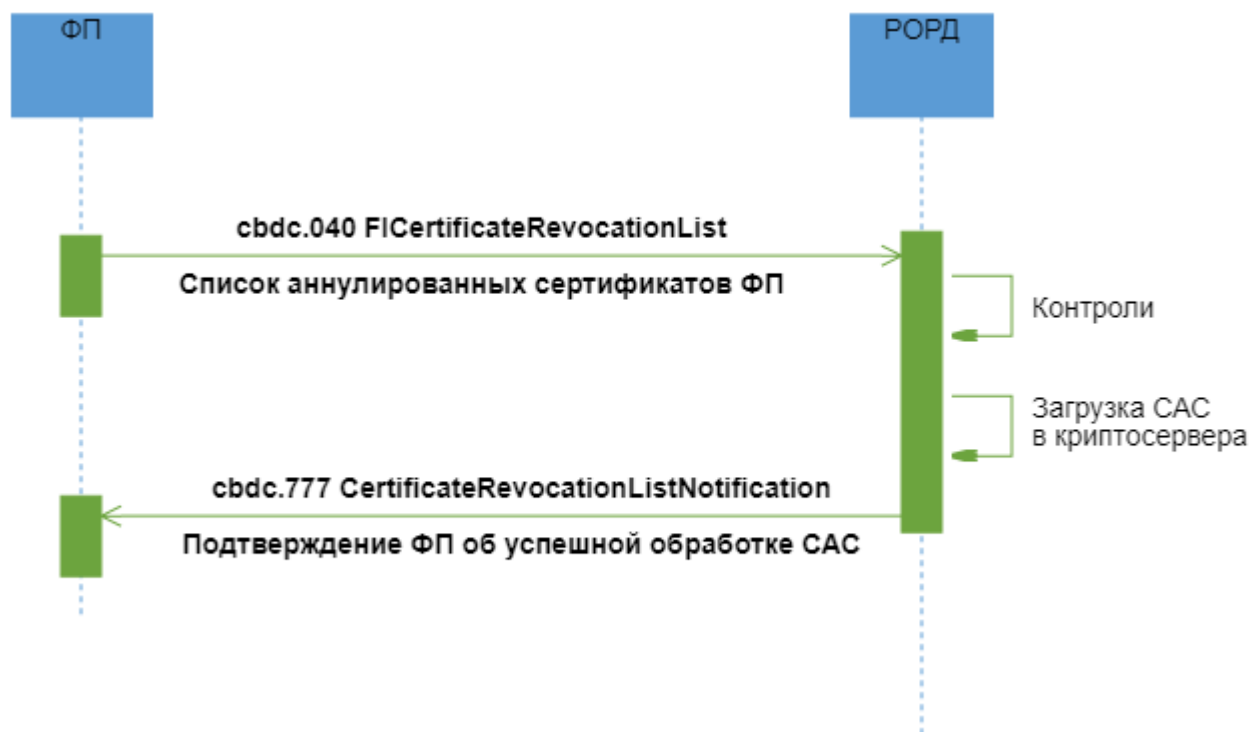 ФП
РОРД
cbdc.040 FICertificateRevocationList
Список аннулированных сертификатов ФП
Контроли
Загрузка САС
в криптосервера
cbdc.777 CertificateRevocationListNotification
Подтверждение ФП об успешной обработке САС